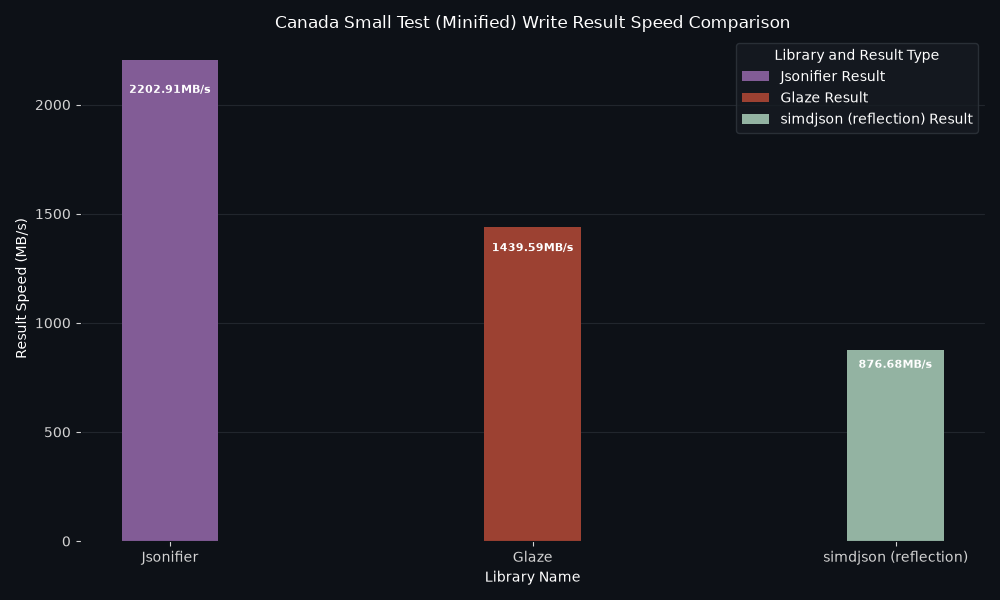 Canada Small Test (Minified) Write Result Speed Comparison
Library and Result Type
Jsonifier Result
Glaze Result
simdjson (reflection) Result
2202.91MB/s
1439.59MB/s
876.68MB/s
Result Speed (MB/s)
2000
1500
1000
500
0
Jsonifier
Glaze
simdjson (reflection)
Library Name